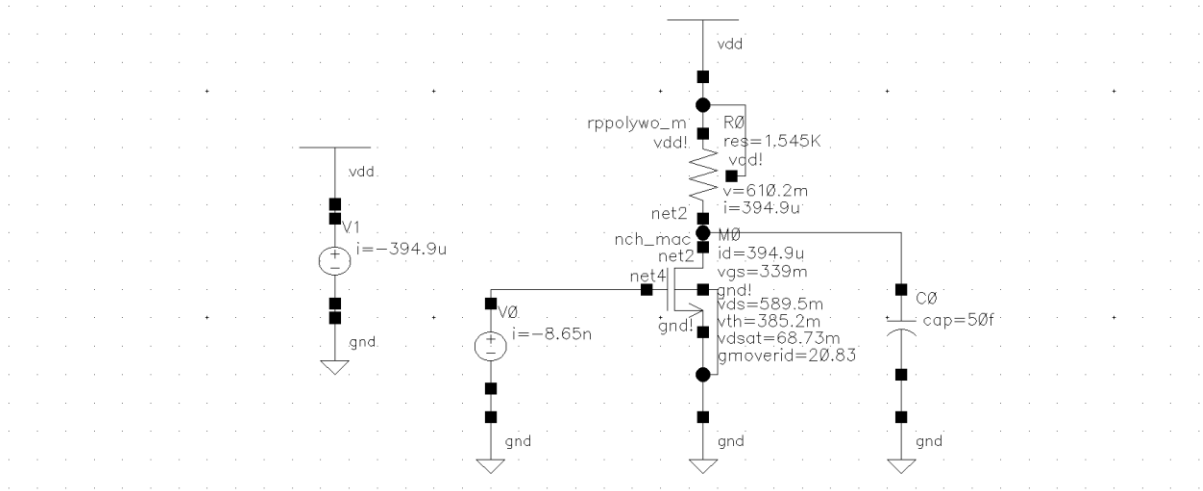 vdd
rppolywo_m
R0
vdd!
res=1.545K
vdd!
v=610.2m
i=394.9u
net2
vdd
V1
i=-394.9u
gnd
nch_mac
M0
net2
id=394.9u
net4
vgs=339m
gnd!
vds=589.5m
gnd!
vth=385.2m
vdsat=68.73m
gmoverid=20.83
V0
i=-8.65n
gnd
gnd
C0
cap=50f
gnd